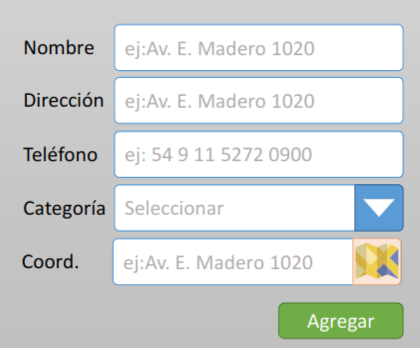 Nombre ej:Av. E. Madero 1020
Dirección ej:Av. E. Madero 1020
Teléfono ej: 54 9 11 5272 0900
Categoría Seleccionar
Coord. ej:Av. E. Madero 1020
Agregar